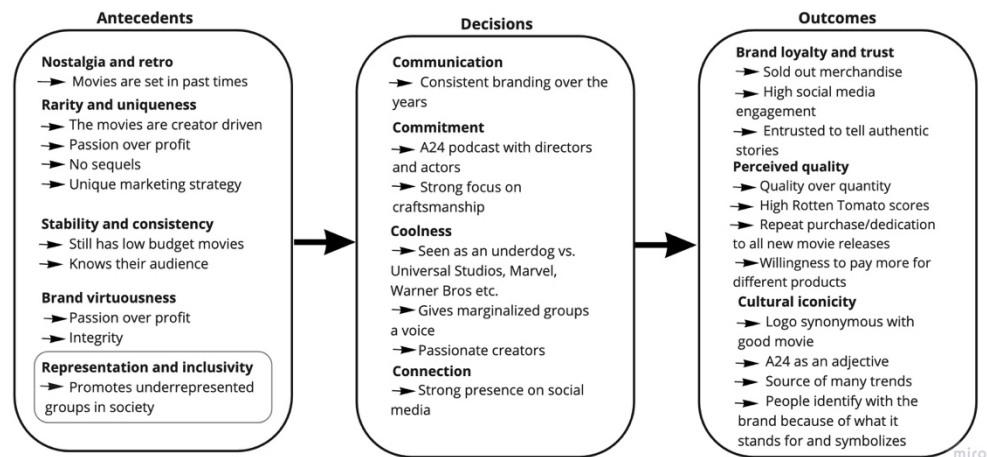 Antecedents
Nostalgia and retro
Movies are set in past times
Rarity and uniqueness
The movies are creator driven
Passion over profit
No sequels
Unique marketing strategy
Stability and consistency
Still has low budget movies
Knows their audience
Brand virtuousness
Passion over profit
Integrity
Representation and inclusivity
Promotes underrepresented
groups in society
Decisions
Communication
Consistent branding over the
years
Commitment
A24 podcast with directors
and actors
Strong focus on
craftsmanship
Coolness
Seen as an underdog vs.
Universal Studios, Marvel,
Warner Bros etc.
Gives marginalized groups
a voice
Passionate creators
Connection
Strong presence on social
media
Outcomes
Brand loyalty and trust
Sold out merchandise
High social media
engagement
Entrusted to tell authentic
stories
Perceived quality
Quality over quantity
High Rotten Tomato scores
Repeat purchase/dedication
to all new movie releases
Willingness to pay more for
different products
Cultural iconicity
Logo synonymous with
good movie
A24 as an adjective
Source of many trends
People identify with the
brand because of what it
stands for and symbolizes
miro